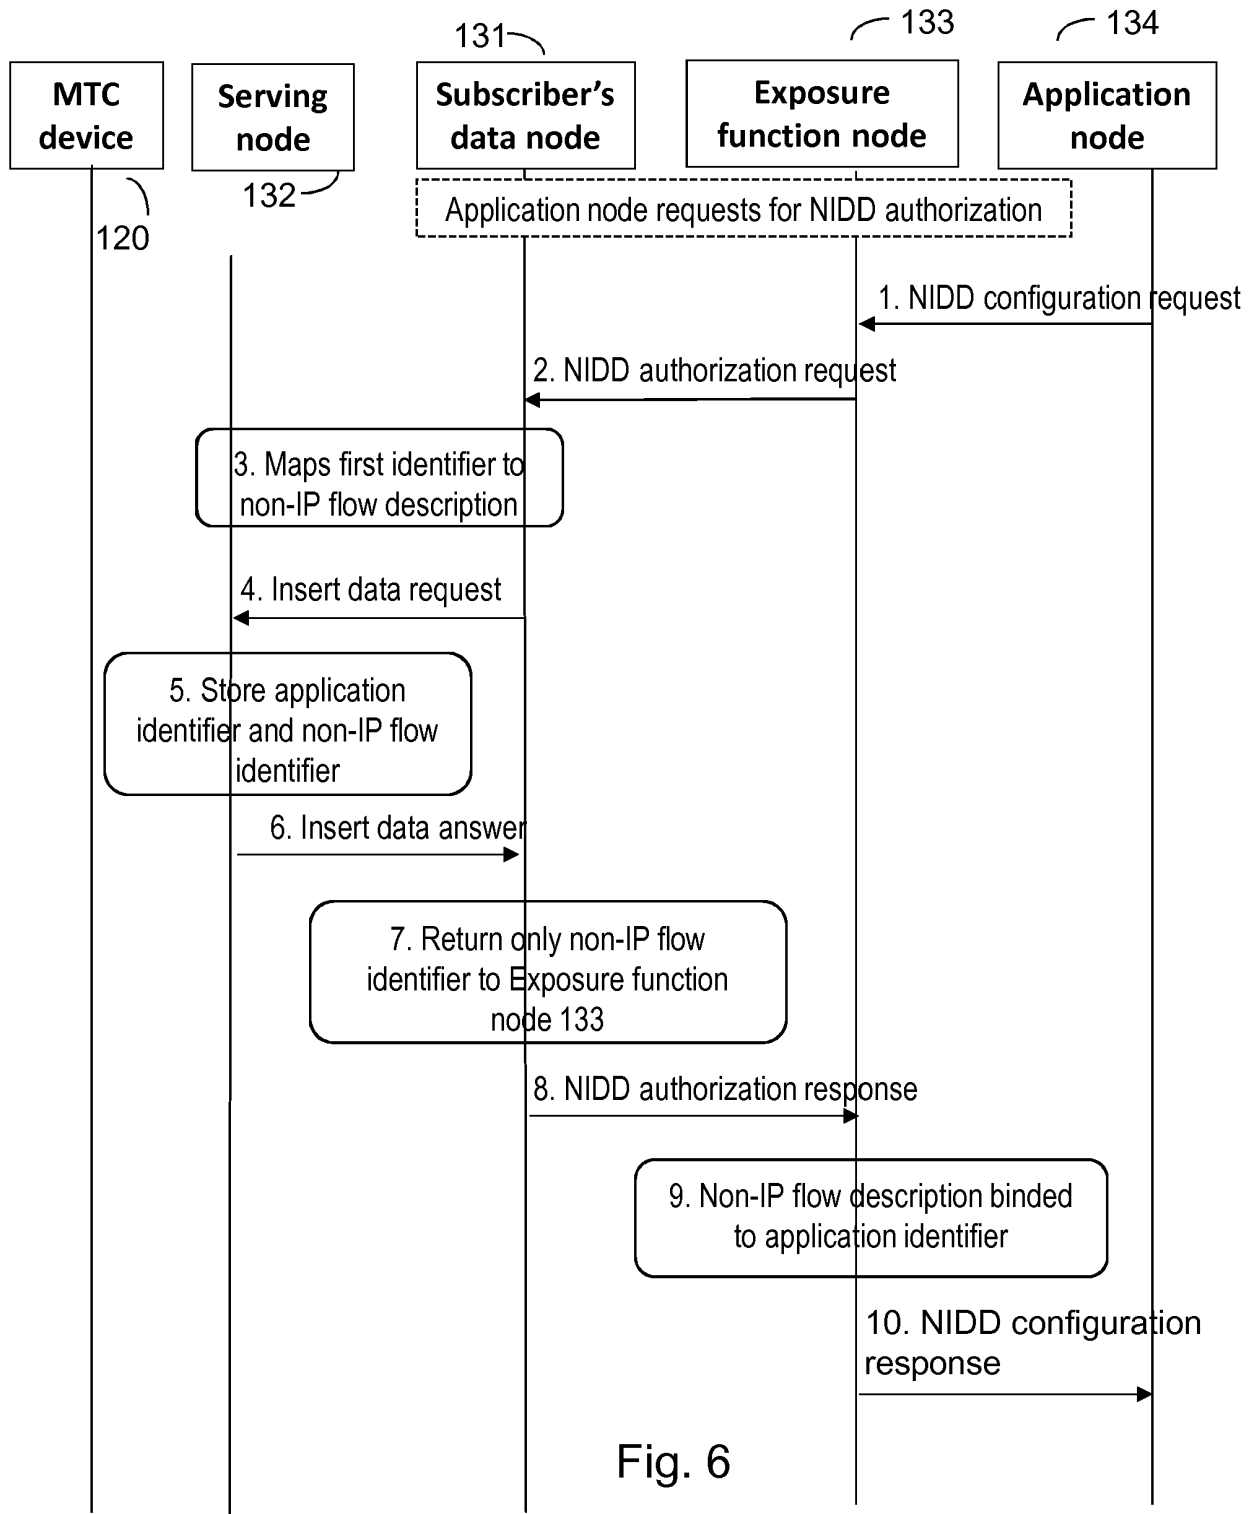 131
133
134
MTC
device
Serving
node
Subscriber's
data node
Exposure
function node
Application
node
132
120
Application node requests for NIDD authorization
1. NIDD configuration request
2. NIDD authorization request
3. Maps first identifier to
non-IP flow description
4. Insert data request
5. Store application
identifier and non-IP flow
identifier
6. Insert data answer
7. Return only non-IP flow
identifier to Exposure function
node 133
8. NIDD authorization response
9. Non-IP flow description binded
to application identifier
10. NIDD configuration
response
Fig. 6